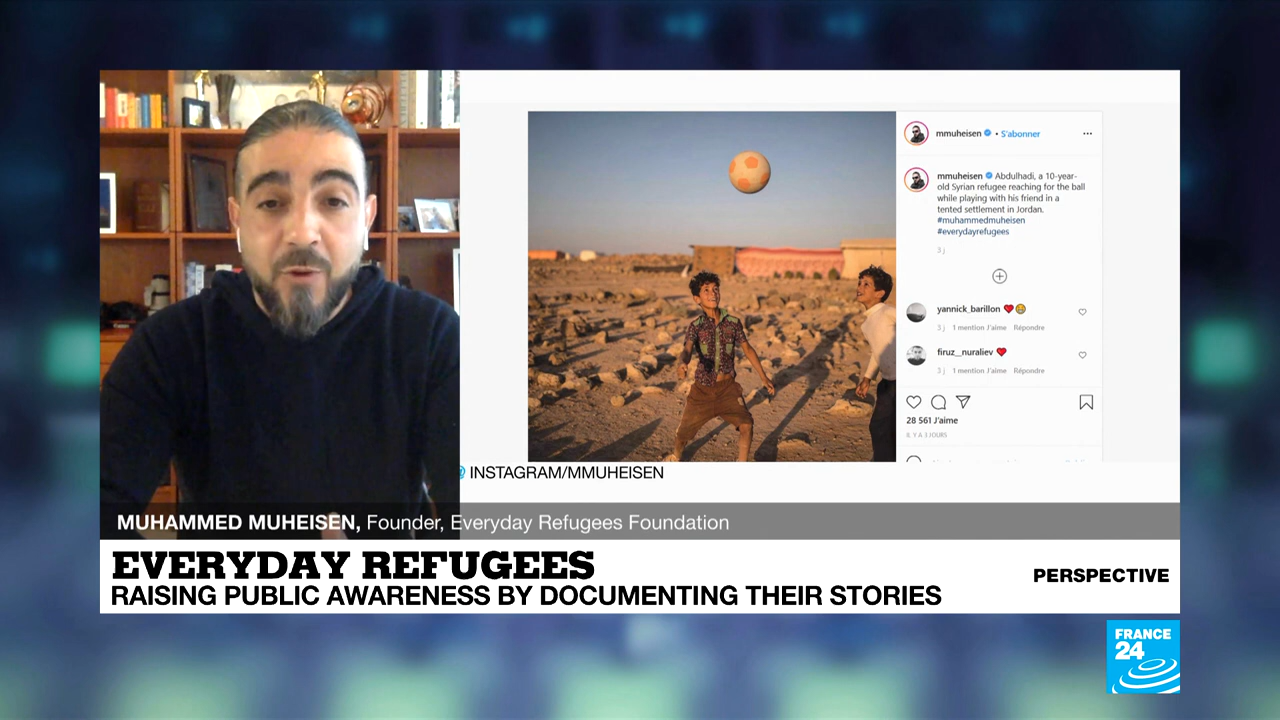 mmuheisen • S'abonner
mmuheisen Abdulhadi, a 10-year-
old Syrian refugee reaching for the ball
while playing with his friend in a
tented settlement in Jordan.
#muhammedmuheisen
#everydayrefugees
3 j
yannick_barillon ❤️
3 j 1 mention J'aime Répondre
firuz_nuraliev ❤️
3 j 1 mention J'aime Répondre
28 561 J'aime
IL Y A 3 JOURS
INSTAGRAM/MMUHEISEN
MUHAMMED MUHEISEN, Founder, Everyday Refugees Foundation
EVERYDAY REFUGEES
RAISING PUBLIC AWARENESS BY DOCUMENTING THEIR STORIES
PERSPECTIVE
FRANCE
24